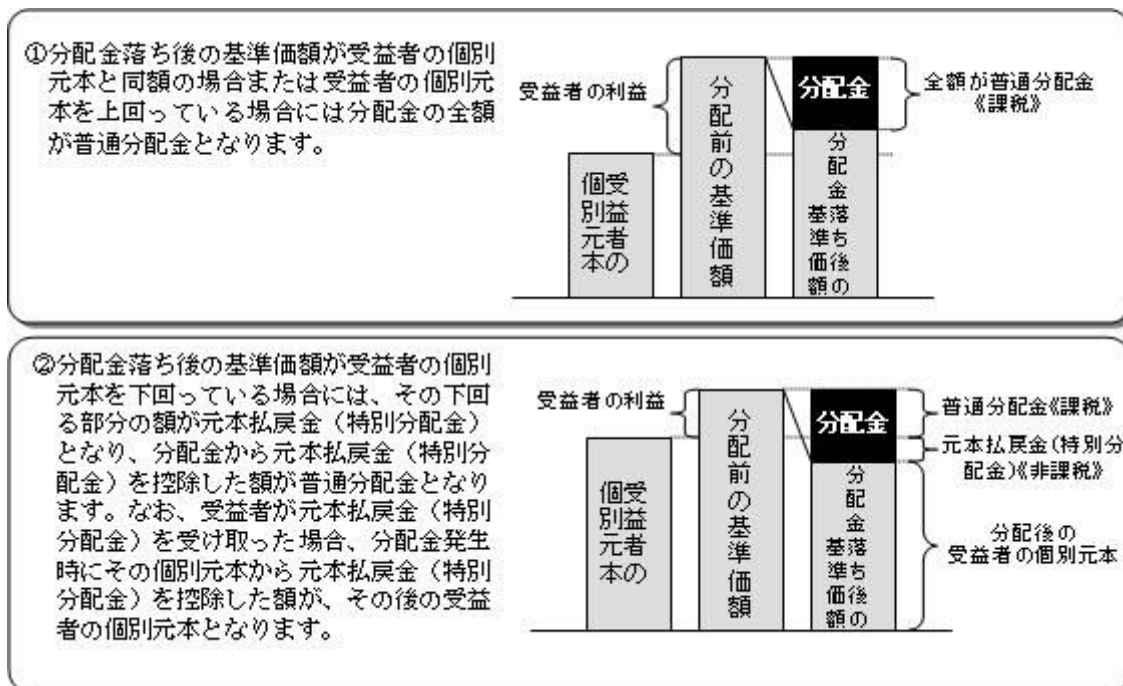 ①分配金落ち後の基準価額が受益者の個別
元本と同額の場合または受益者の個別元
本を上回っている場合には分配金の全額
が普通分配金となります。
受益者の利益
受益者の
個別元本
分配前の基準価額
分配金
分配金落ち後の
基準価額
全額が普通分配金
《課税》
②分配金落ち後の基準価額が受益者の個別
元本を下回っている場合には、その下回
る部分の額が元本払戻金（特別分配金）
となり、分配金から元本払戻金（特別分
配金）を控除した額が普通分配金となり
ます。なお、受益者が元本払戻金（特別
分配金）を受け取った場合、分配金発生
時にその個別元本から元本払戻金（特別
分配金）を控除した額が、その後の受益
者の個別元本となります。
受益者の利益
受益者の
個別元本
分配前の基準価額
分配金
分配金落ち後の
基準価額
普通分配金《課税》
元本払戻金(特別分
配金)《非課税》
分配後の
受益者の個別元本